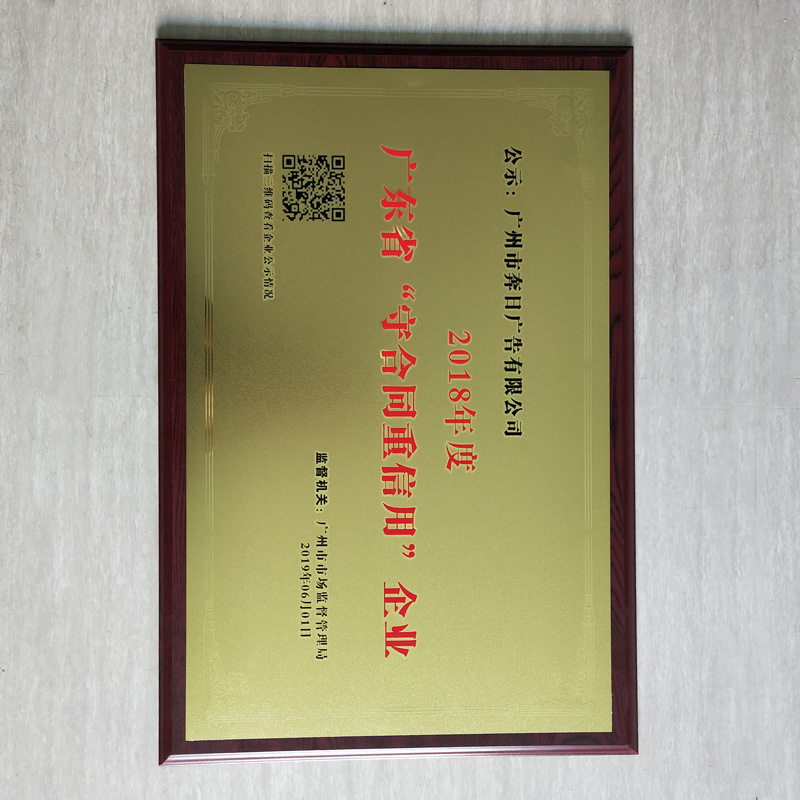 公示：广州市奔日广告有限公司
2018年度
广东省“守合同重信用”企业
监督机关：广州市市场监督管理局
2019年06月01日
扫描二维码查看企业公示情况